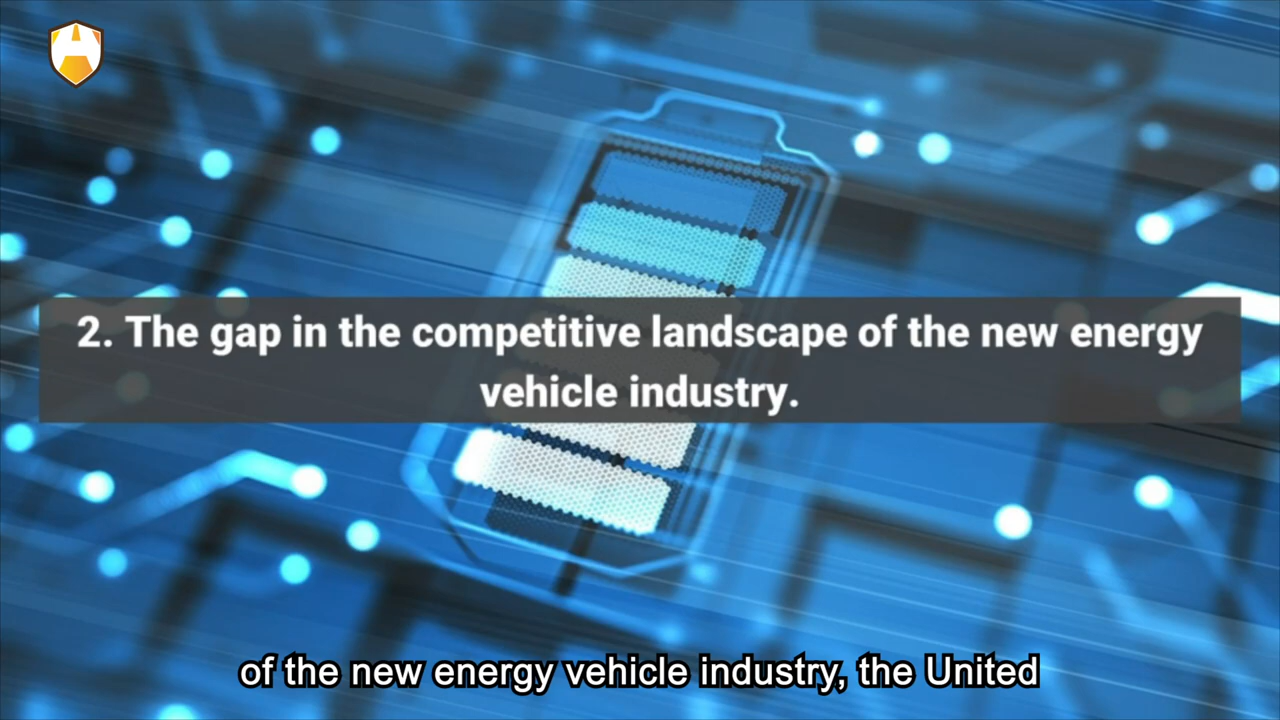 2. The gap in the competitive landscape of the new energy
vehicle industry.
of the new energy vehicle industry, the United